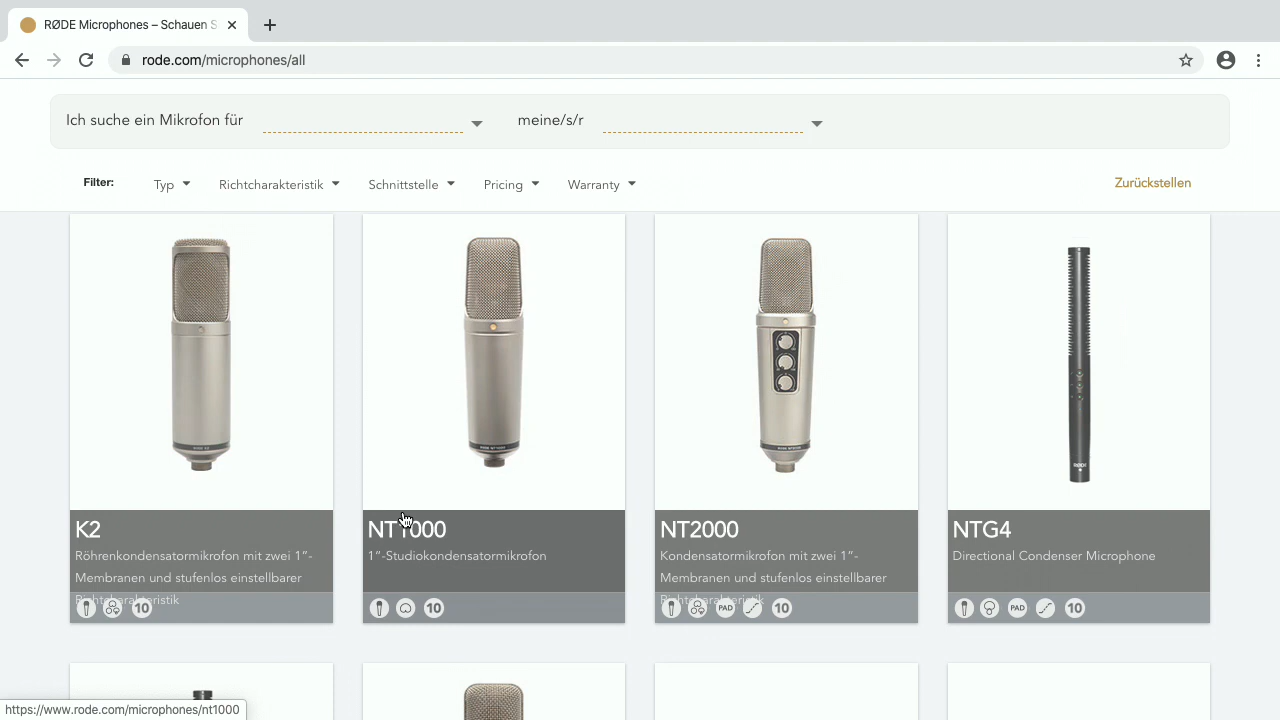 RØDE Microphones – Schauen S
rode.com/microphones/all
Ich suche ein Mikrofon für
meine/s/r
Filter:
Typ
Richtcharakteristik
Schnittstelle
Pricing
Warranty
Zurückstellen
K2
Röhrenkondensatormikrofon mit zwei 1”-
Membranen und stufenlos einstellbarer
Richtcharakteristik
10
NT1000
1”-Studiokondensatormikrofon
10
NT2000
Kondensatormikrofon mit zwei 1”-
Membranen und stufenlos einstellbarer
Richtcharakteristik
PAD
10
RØDE
NTG4
Directional Condenser Microphone
PAD
10
https://www.rode.com/microphones/nt1000